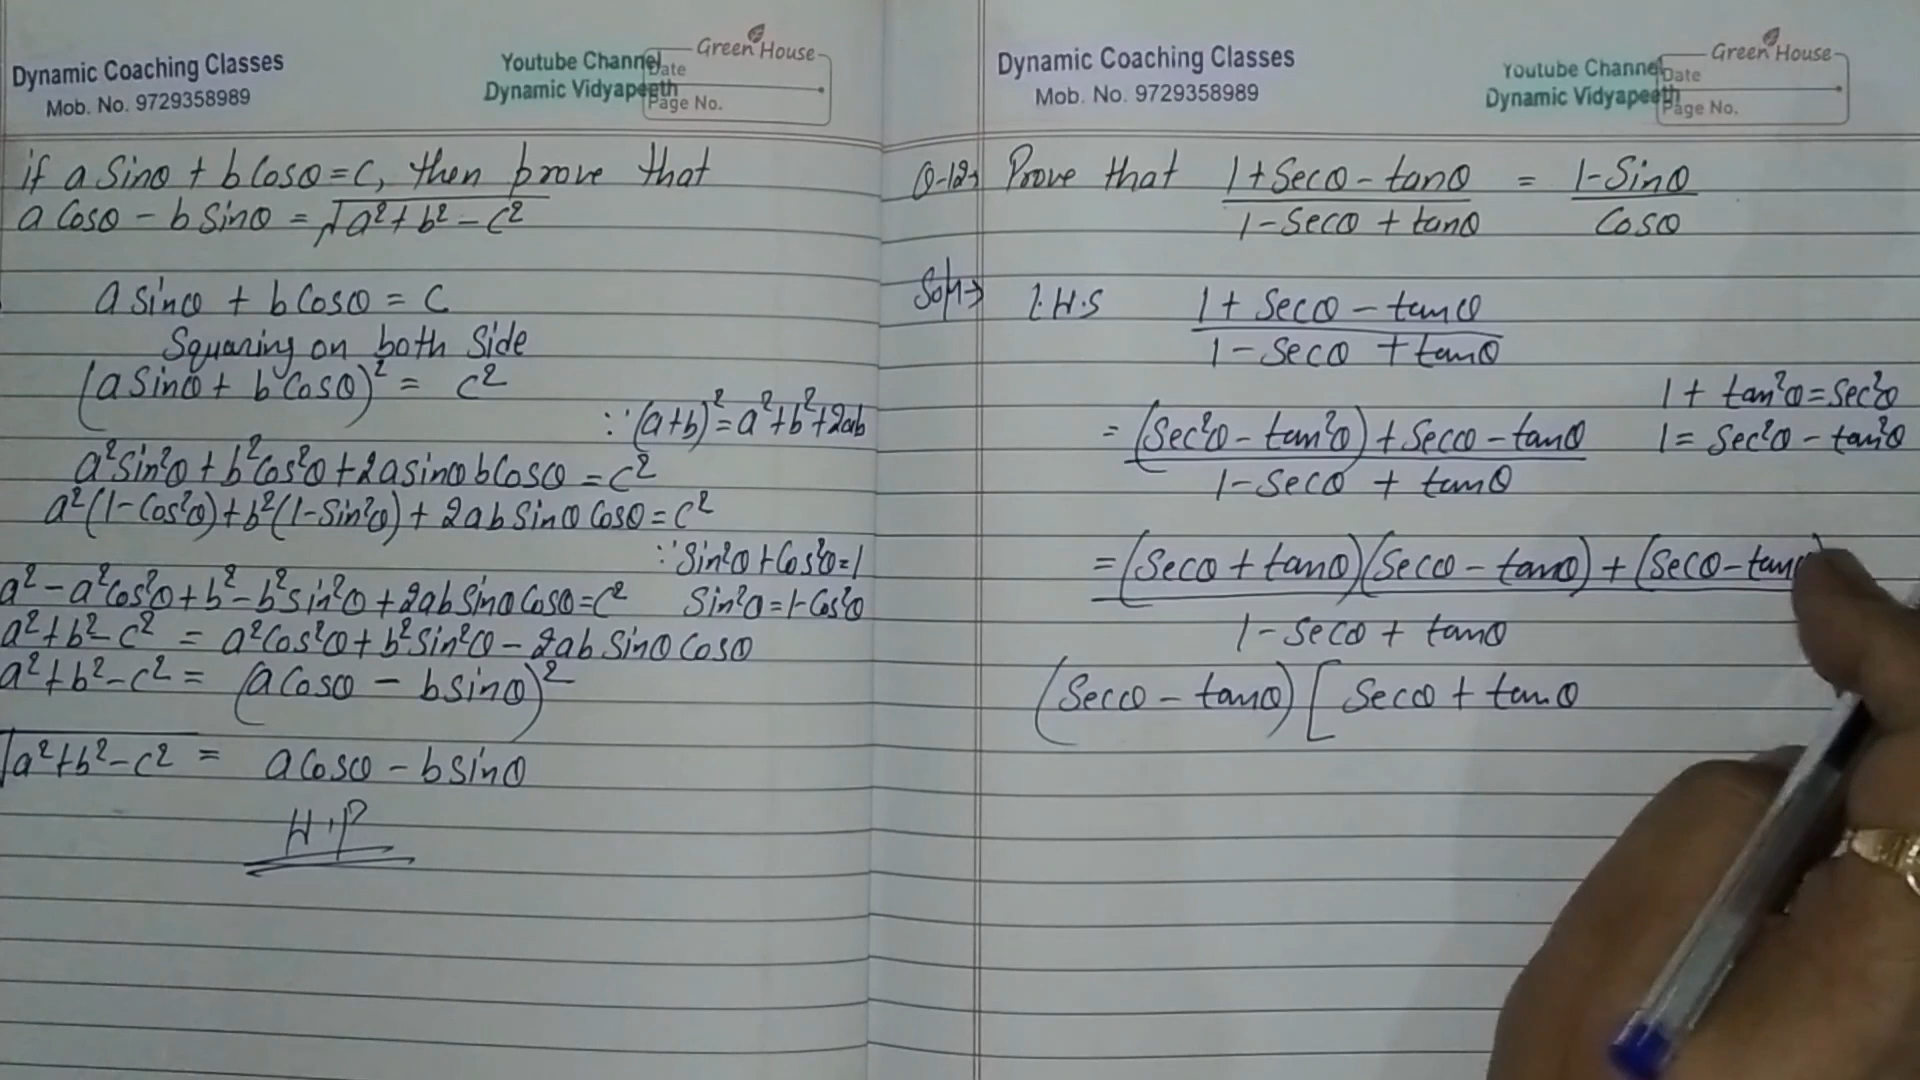 Dynamic Coaching Classes
Mob. No. 9729358989
Youtube Channel
Dynamic Vidyapeeth
Green House
Date
Page No.
if a Sinθ + b Cosθ = C, then prove that
a Cosθ - b Sinθ = √a²+b²-c²
a sinθ + b Cosθ = C
Squaring on both Side
(a Sinθ + b Cosθ)² = c²
∵ (a+b)² = a²+b²+2ab
a²sin²θ + b²cos²θ + 2a sinθ b Cosθ = c²
a²(1-Cos²θ) + b²(1-Sin²θ) + 2ab Sinθ Cosθ = c²
∵ Sin²θ + Cos²θ = 1
a² - a²cos²θ + b² - b²sin²θ + 2ab Sinθ Cosθ = c²
Sin²θ = 1-Cos²θ
a²+b²-c² = a²Cos²θ + b²Sin²θ - 2ab Sinθ Cosθ
a²+b²-c² = (a Cosθ - b sinθ)²
√a²+b²-c² = a Cosθ - b sinθ
H.P
Dynamic Coaching Classes
Mob. No. 9729358989
Youtube Channel
Dynamic Vidyapeeth
Green House
Date
Page No.
Q-12→ Prove that (1+Secθ - tanθ)/(1-Secθ + tanθ) = (1-Sinθ)/Cosθ
Soln→ L.H.S (1 + Secθ - tanθ)/(1 - Secθ + tanθ)
1 + tan²θ = Sec²θ
= ((Sec²θ - tan²θ) + Secθ - tanθ)/(1-Secθ + tanθ)
1 = Sec²θ - tan²θ
= ((Secθ + tanθ)(Secθ - tanθ) + (Secθ - tan)/(1-Secθ + tanθ)
(Secθ - tanθ) [Secθ + tanθ